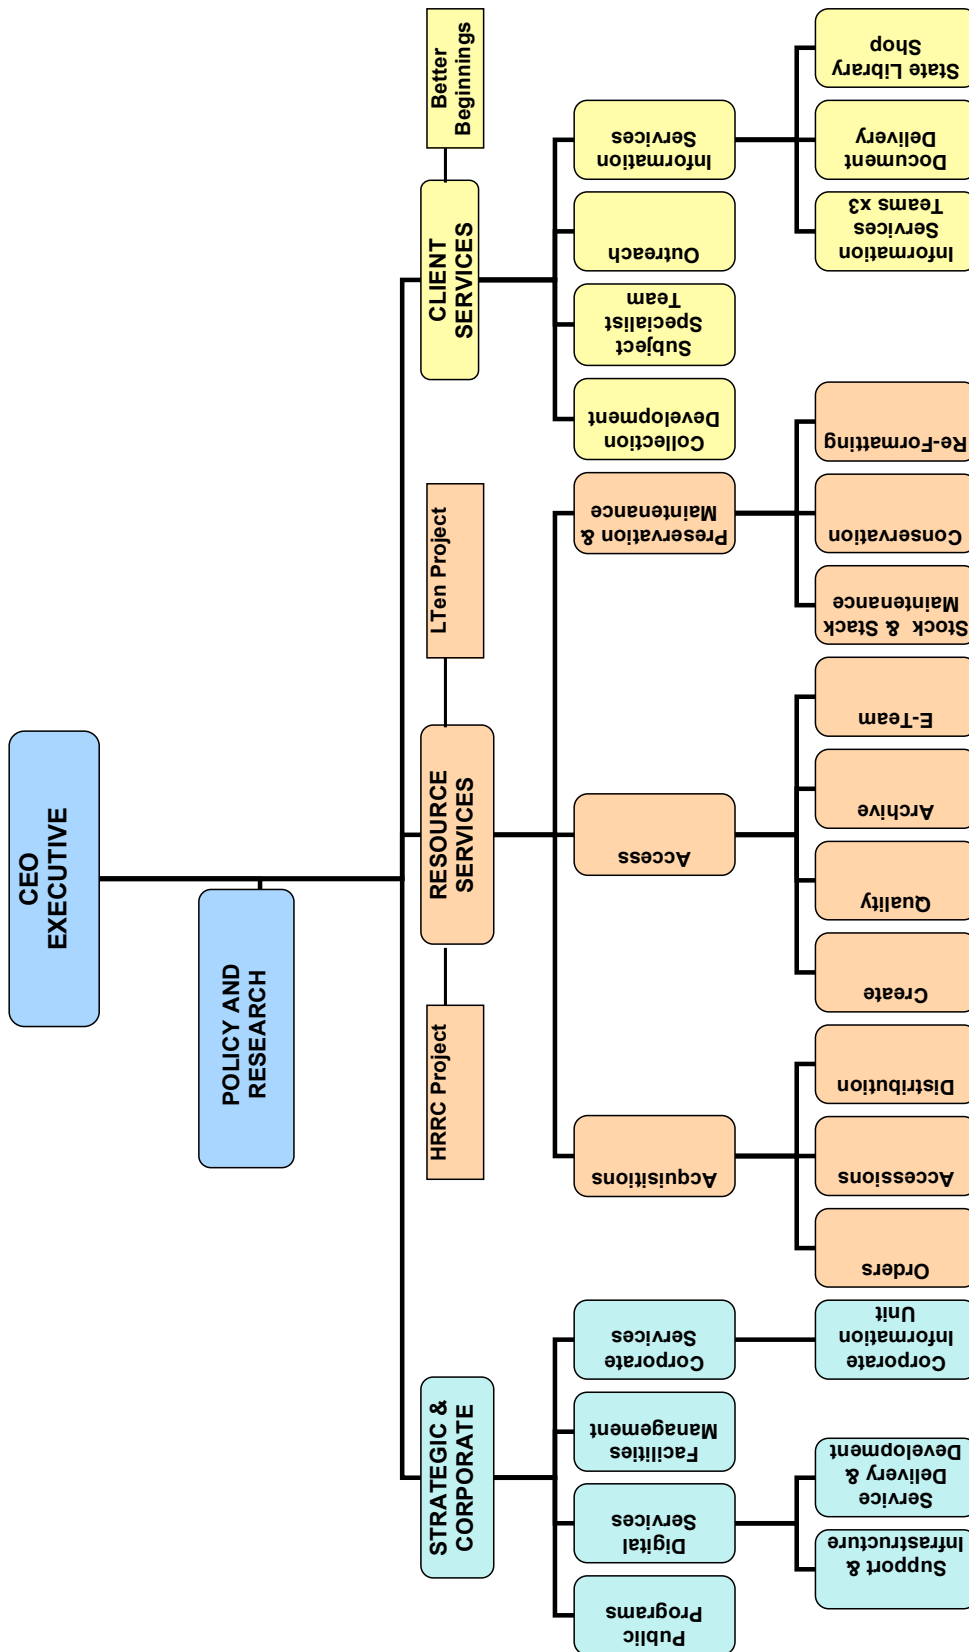 CEO
EXECUTIVE
POLICY AND
RESEARCH
STRATEGIC &
CORPORATE
HRRC Project
RESOURCE
SERVICES
LTen Project
CLIENT
SERVICES
Better
Beginnings
Public
Programs
Digital
Services
Facilities
Management
Corporate
Services
Acquisitions
Access
Preservation &
Maintenance
Collection
Development
Subject
Specialist
Team
Outreach
Information
Services
Support &
Infrastructure
Service
Delivery &
Development
Corporate
Information
Unit
Orders
Accessions
Distribution
Create
Quality
Archive
E-Team
Stock & Stack
Maintenance
Conservation
Re-Formatting
Information
Services
Teams x3
Document
Delivery
State Library
Shop